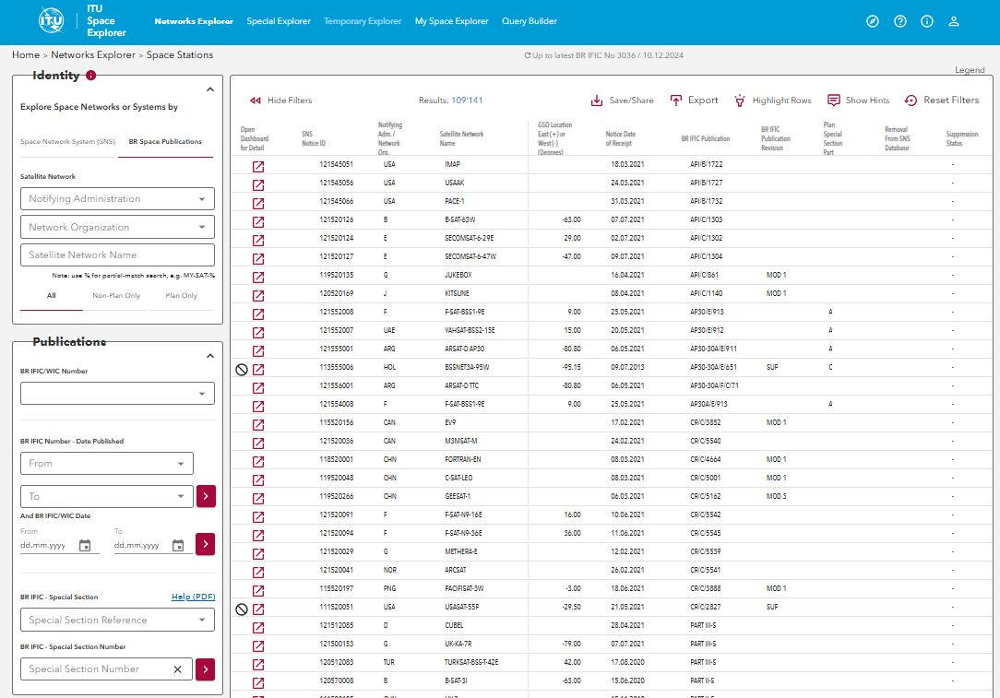 ITU
Space
Explorer
Networks Explorer Special Explorer Temporary Explorer My Space Explorer Query Builder
Home > Networks Explorer > Space Stations
Up to latest BR IFIC No 3036 / 10.12.2024
Legend
Identity
Explore Space Networks or Systems by
Space Network System (SNS) BR Space Publications
Satellite Network
Notifying Administration
Network Organization
Satellite Network Name
Note: use % for partial-match search, e.g. MY-SAT-%
All Non-Plan Only Plan Only
Publications
BR IFIC/WIC Number
BR IFIC Number - Date Published
From
To
And BR IFIC/WIC Date
From To
dd.mm.yyyy dd.mm.yyyy
BR IFIC - Special Section Help (PDF)
Special Section Reference
BR IFIC - Special Section Number
Special Section Number
Hide Filters Results: 109'141 Save/Share Export Highlight Rows Show Hints Reset Filters
Open Dashboard for Detail SNS Notice ID Notifying Adm. / Network Org. Satellite Network Name GSO Location East (+) or West (-) (Degrees) Notice Date of Receipt BR IFIC Publication BR IFIC Publication Revision Plan Special Section Part Removal From SNS Database Suppression Status
121545051 USA IMAP 18.03.2021 API/B/1722 -
121545056 USA USAAK 24.03.2021 API/B/1727 -
121545066 USA PACE-1 31.03.2021 API/B/1732 -
121520126 B B-SAT-63W -63.00 07.07.2021 API/C/1303 -
121520124 E SECOMSAT-6-29E 29.00 02.07.2021 API/C/1302 -
121520127 E SECOMSAT-6-47W -47.00 09.07.2021 API/C/1304 -
119520135 G JUKEBOX 16.04.2021 API/C/861 MOD 1 -
120520169 J KITSUNE 08.04.2021 API/C/1140 MOD 1 -
121552008 F F-SAT-BSS1-9E 9.00 25.05.2021 AP30/E/913 A -
121552007 UAE YAHSAT-BSS2-15E 15.00 20.05.2021 AP30/E/912 A -
121555001 ARG ARSAT-D AP30 -80.80 06.05.2021 AP30-30A/E/911 A -
113555006 HOL BSSNET3A-95W -95.15 09.07.2013 AP30-30A/E/651 SUP C -
121556001 ARG ARSAT-D TTC -80.80 06.05.2021 AP30-30A/F/C/71 -
121554008 F F-SAT-BSS1-9E 9.00 25.05.2021 AP30A/E/913 A -
115520156 CAN EV9 17.02.2021 CR/C/3852 MOD 1 -
121520036 CAN M3MSAT-M 24.02.2021 CR/C/5540 -
118520001 CHN FORTRAN-EN 08.03.2021 CR/C/4664 MOD 1 -
119520048 CHN C-SAT-LEO 08.03.2021 CR/C/5001 MOD 1 -
119520266 CHN GEESAT-1 06.03.2021 CR/C/5162 MOD 3 -
121520091 F F-SAT-N9-16E 16.00 10.06.2021 CR/C/5542 -
121520094 F F-SAT-N9-36E 36.00 11.06.2021 CR/C/5545 -
121520029 G METHERA-E 12.02.2021 CR/C/5539 -
121520041 NOR ARCSAT 26.02.2021 CR/C/5541 -
115520197 PNG PACIFISAT-3W -3.00 18.06.2021 CR/C/3888 MOD 1 -
111520051 USA USASAT-55P -29.50 21.05.2021 CR/C/2827 SUP -
121512085 D CUBEL 28.04.2021 PART III-S -
121500153 G UK-KA-7R -79.00 07.07.2021 PART III-S -
120512083 TUR TURKSAT-BSS-T-42E 42.00 17.08.2020 PART III-S -
120570008 B B-SAT-3I -63.00 15.06.2020 PART II-S -